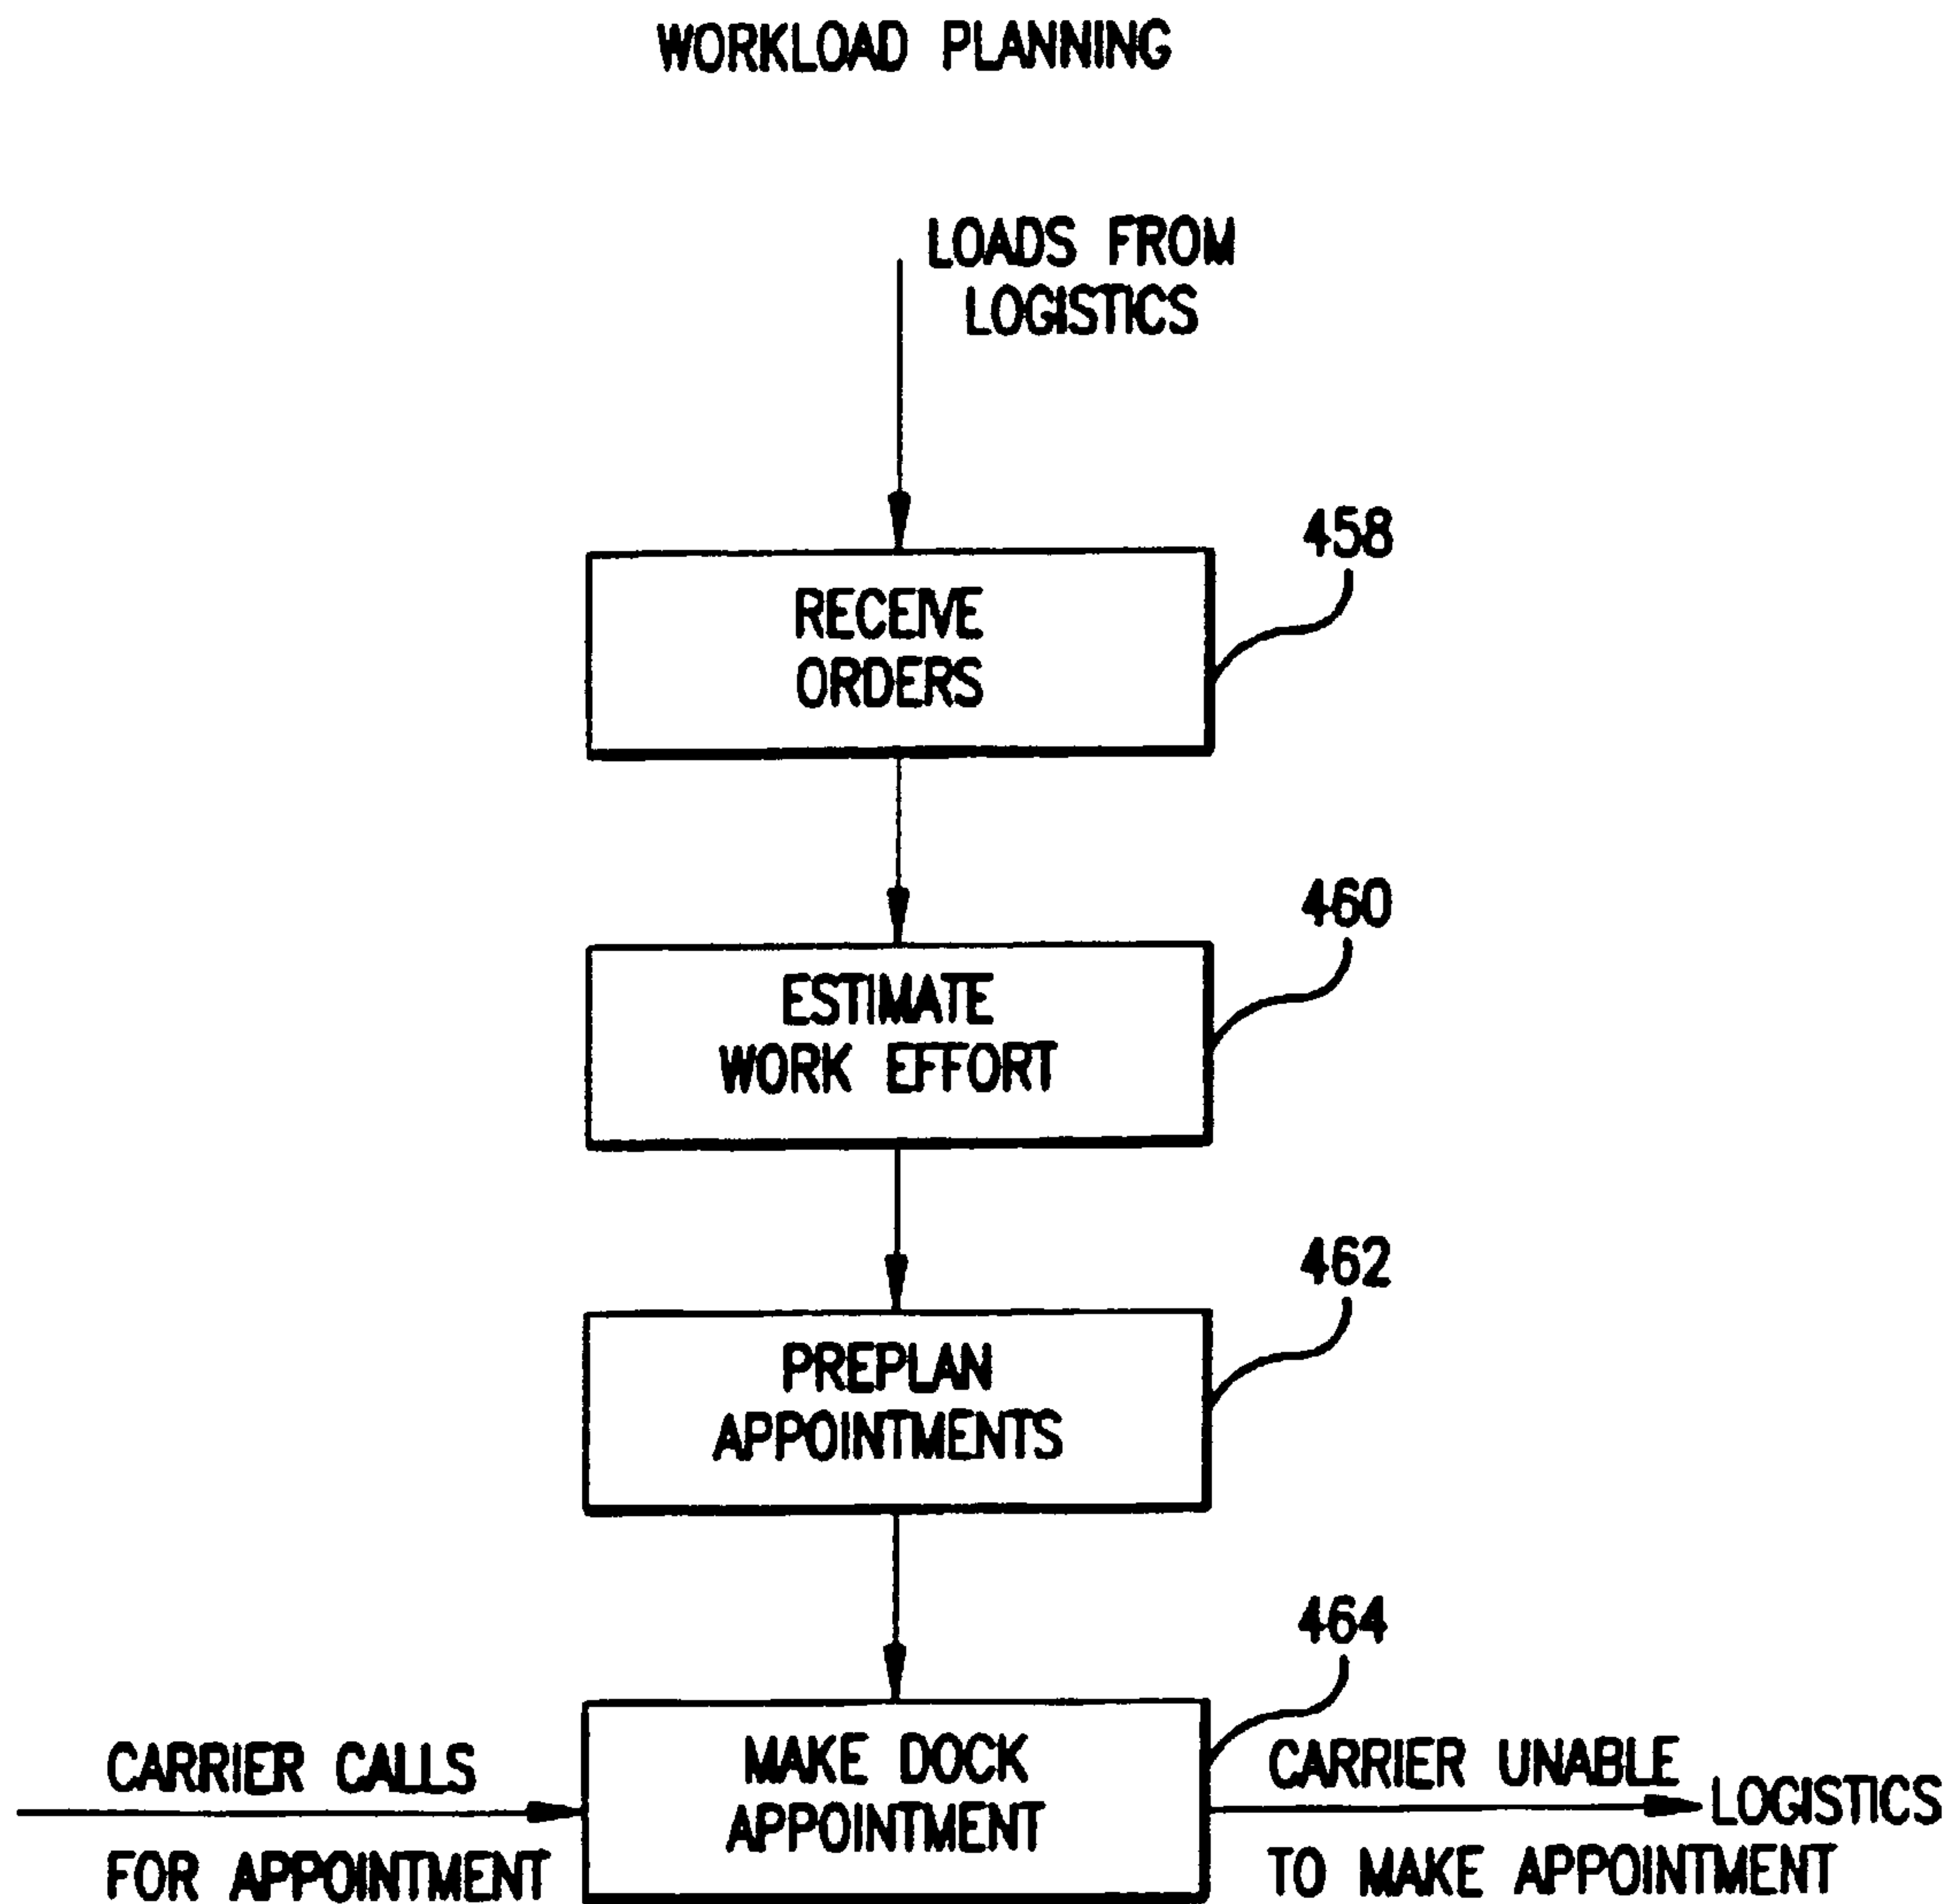 WORKLOAD PLANNING
LOADS FROM
LOGISTICS
458
RECEIVE
ORDERS
460
ESTIMATE
WORK EFFORT
462
PREPLAN
APPOINTMENTS
464
CARRIER CALLS
FOR APPOINTMENT
MAKE DOCK
APPOINTMENT
CARRIER UNABLE
TO MAKE APPOINTMENT
LOGISTICS